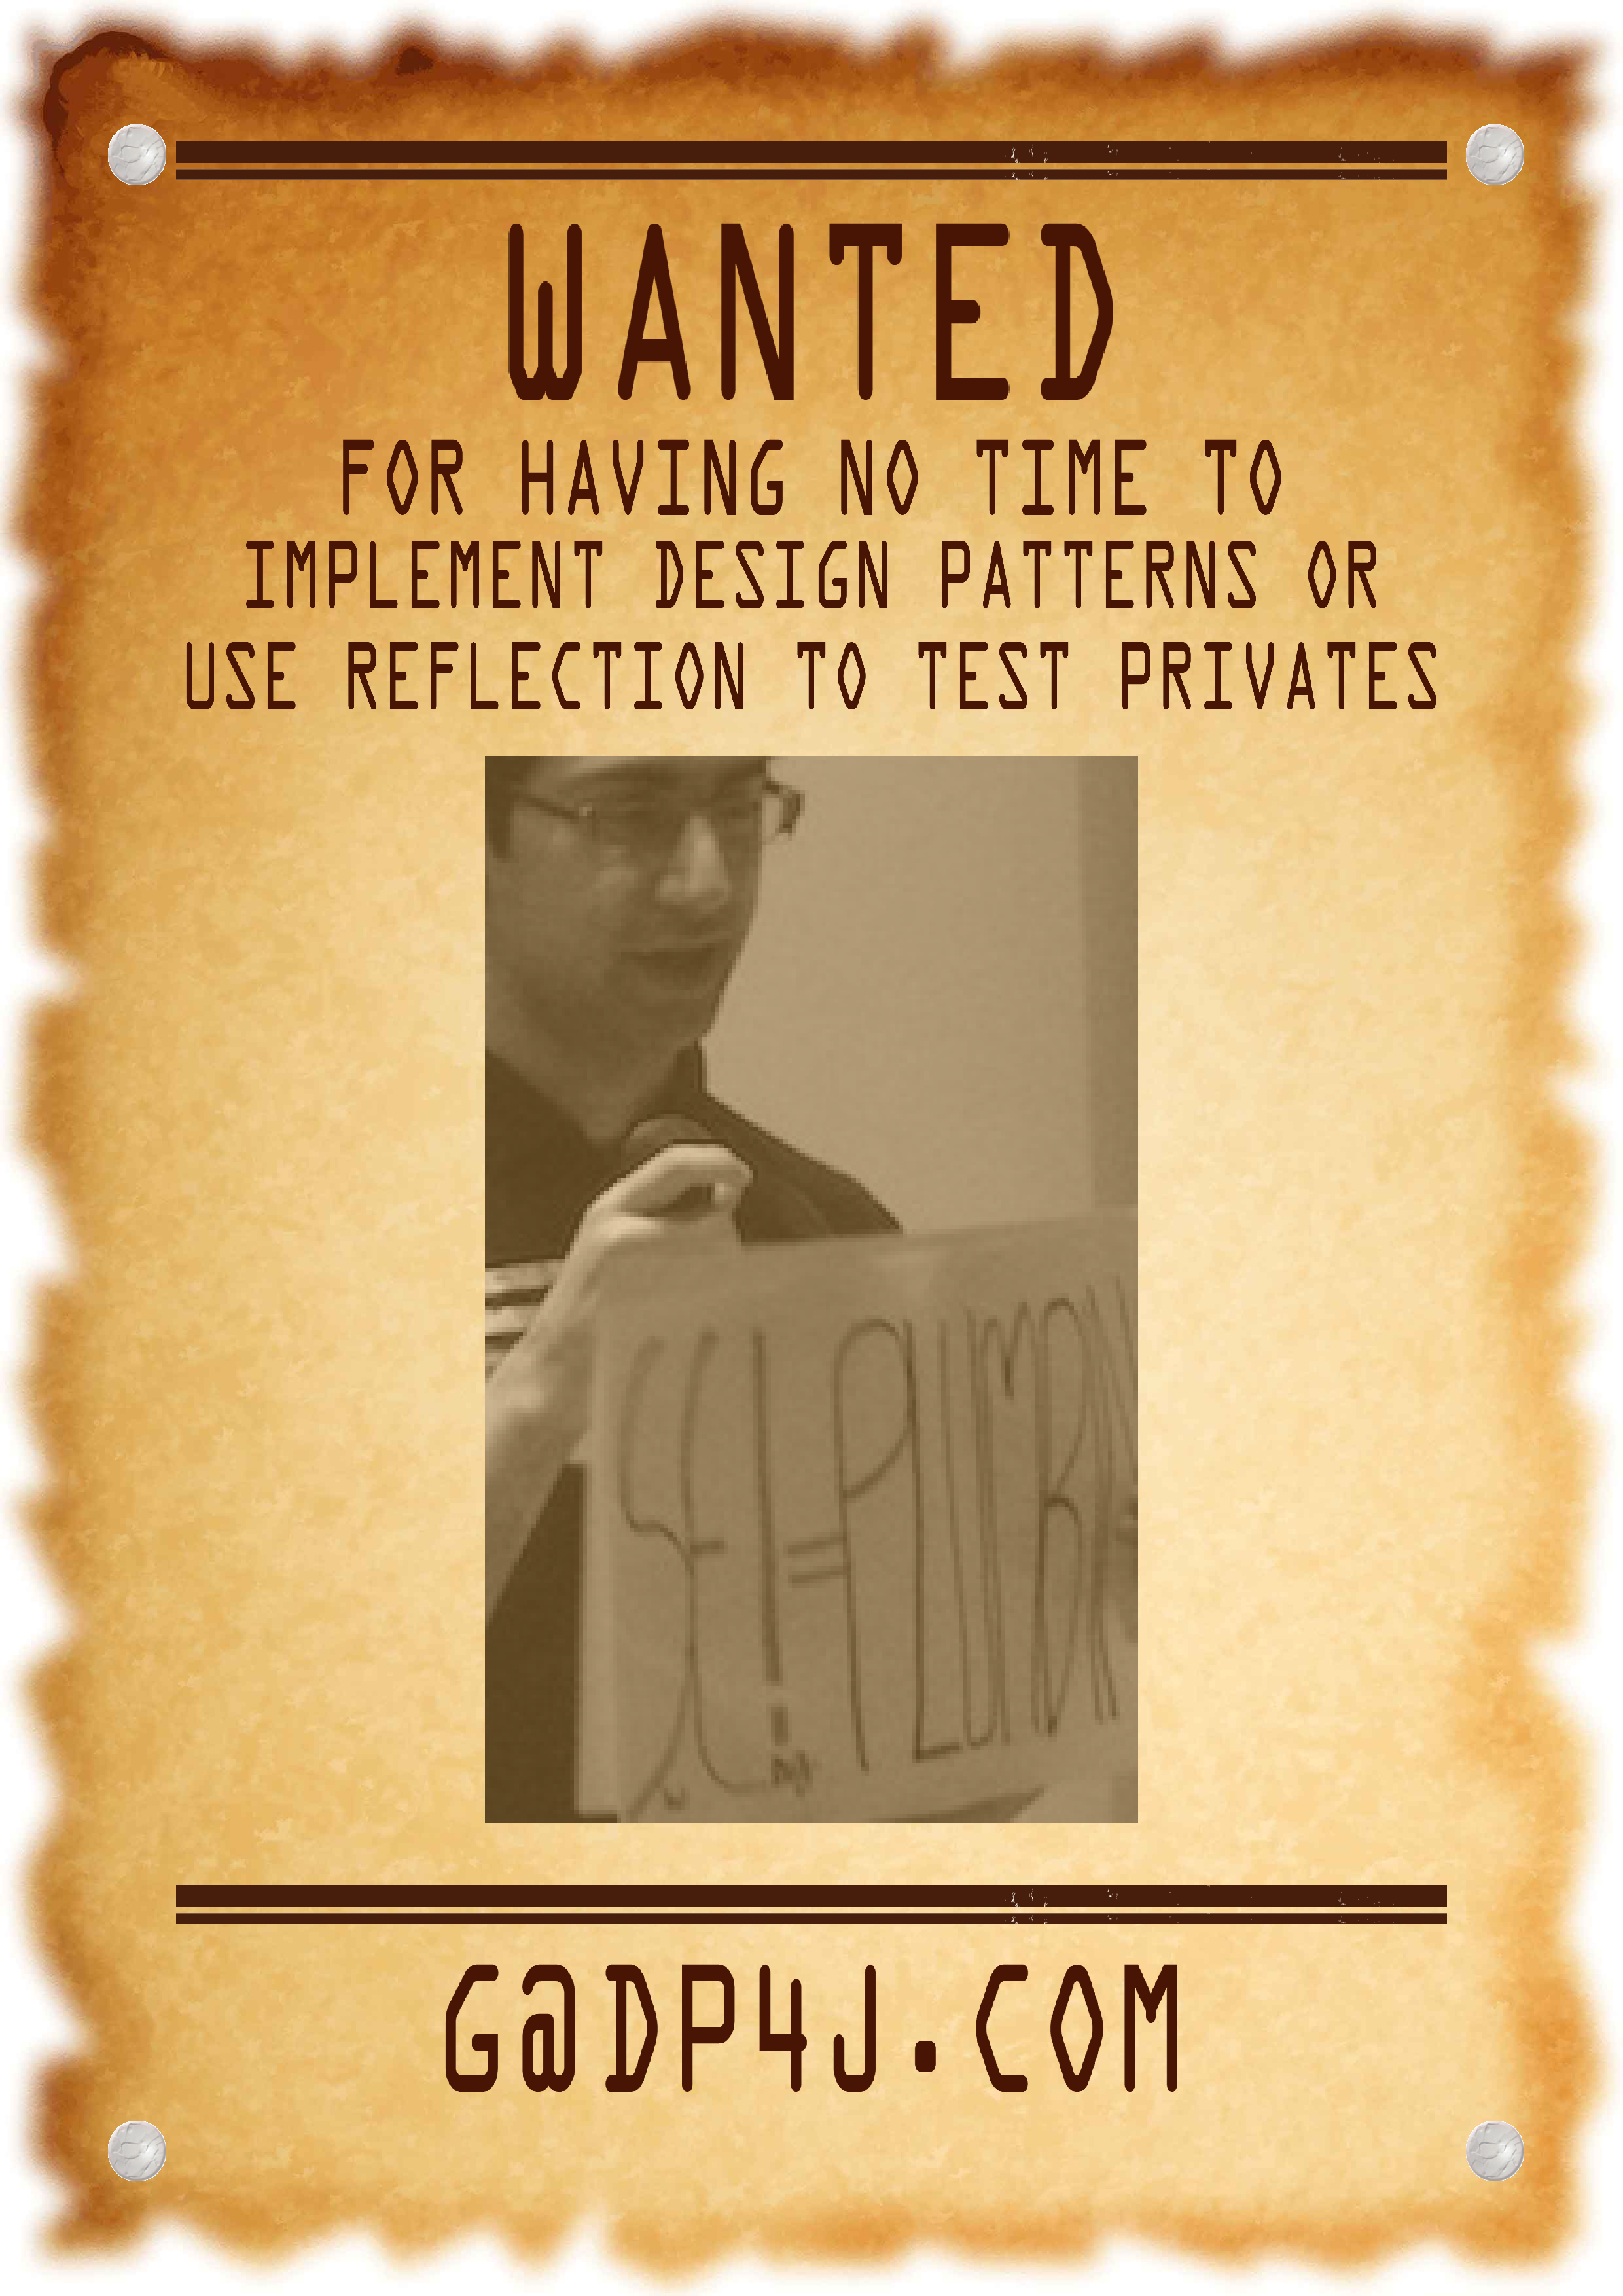 WANTED
FOR HAVING NO TIME TO
IMPLEMENT DESIGN PATTERNS OR
USE REFLECTION TO TEST PRIVATES
G@DP4J.COM